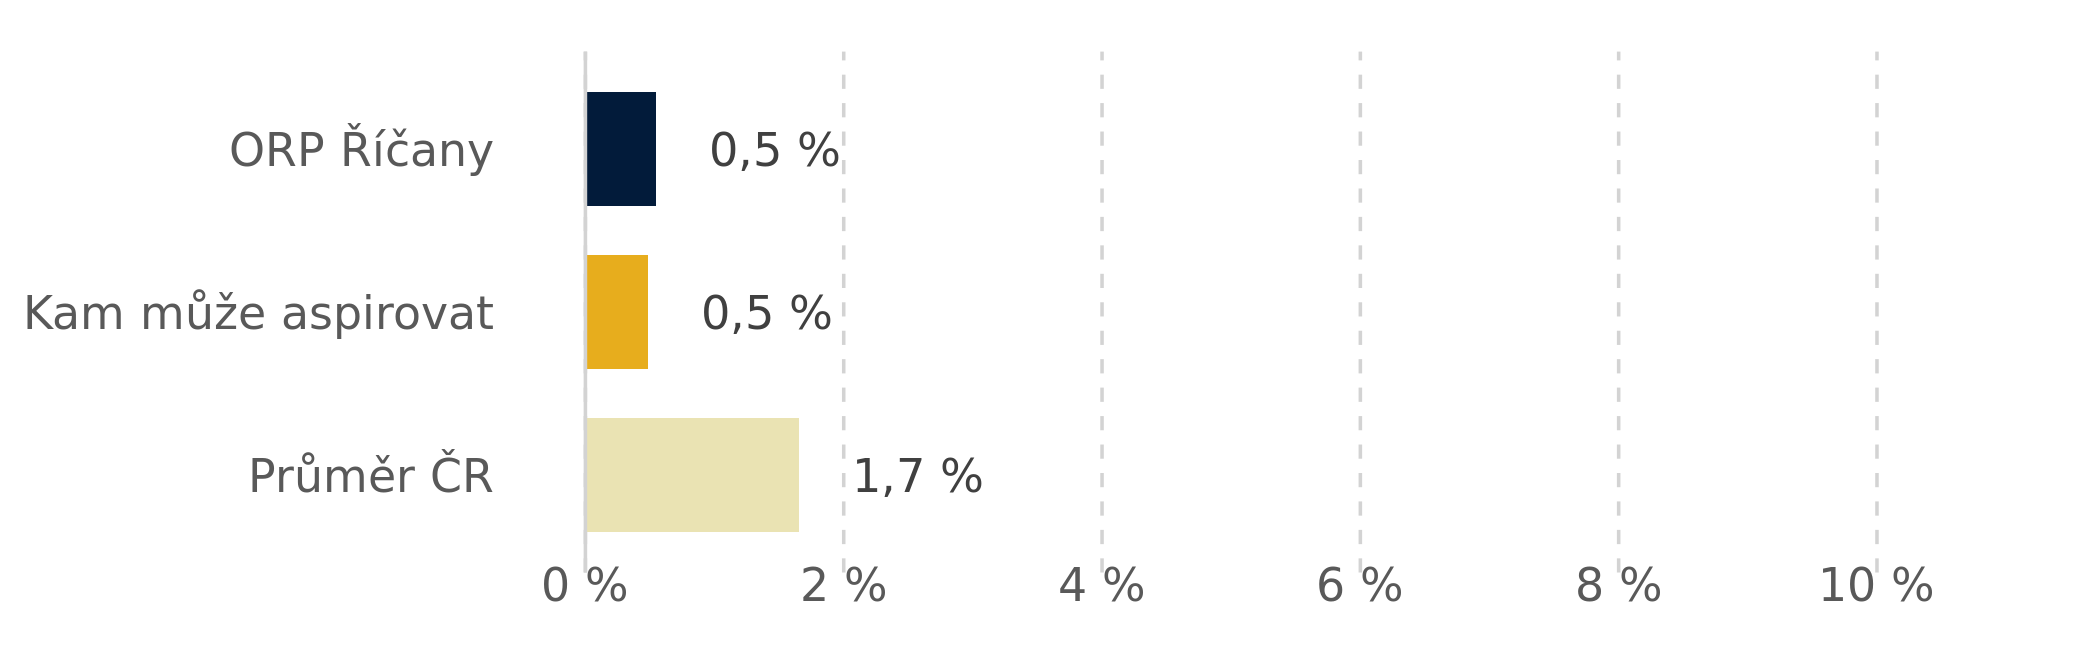 ORP Říčany 0,5 %
Kam může aspirovat 0,5 %
Průměr ČR 1,7 %
0 % 2 % 4 % 6 % 8 % 10 %